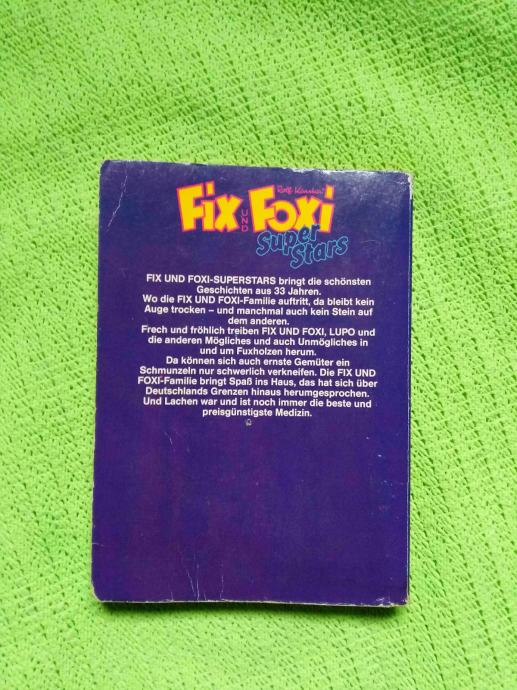 Rolf Kauka's
Fix UND Foxi
Super
Stars
FIX UND FOXI-SUPERSTARS bringt die schönsten
Geschichten aus 33 Jahren.
Wo die FIX UND FOXI-Familie auftritt, da bleibt kein
Auge trocken – und manchmal auch kein Stein auf
dem anderen.
Frech und fröhlich treiben FIX UND FOXI, LUPO und
die anderen Mögliches und auch Unmögliches in
und um Fuxholzen herum.
Da können sich auch ernste Gemüter ein
Schmunzeln nur schwerlich verkneifen. Die FIX UND
FOXI-Familie bringt Spaß ins Haus, das hat sich über
Deutschlands Grenzen hinaus herumgesprochen.
Und Lachen war und ist noch immer die beste und
preisgünstigste Medizin.